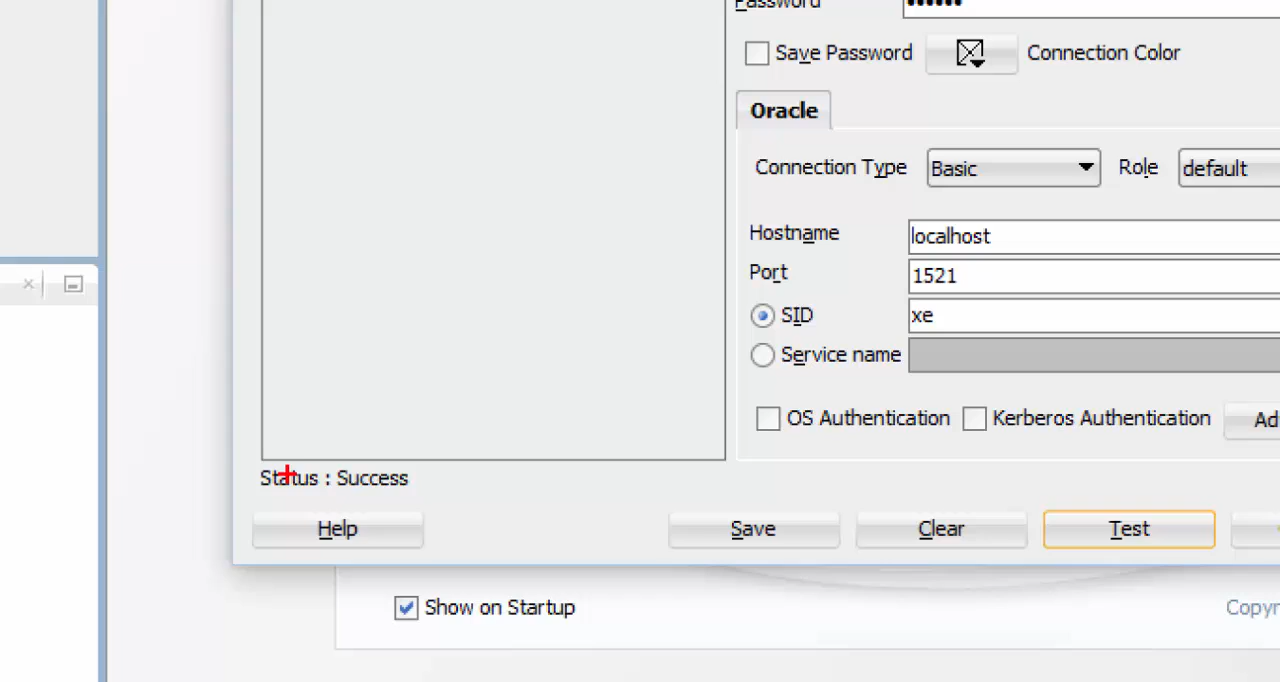 Password ••••••
Save Password Connection Color
Oracle
Connection Type Basic Role default
Hostname localhost
Port 1521
SID xe
Service name
OS Authentication Kerberos Authentication
Status : Success
Help Save Clear Test
Show on Startup